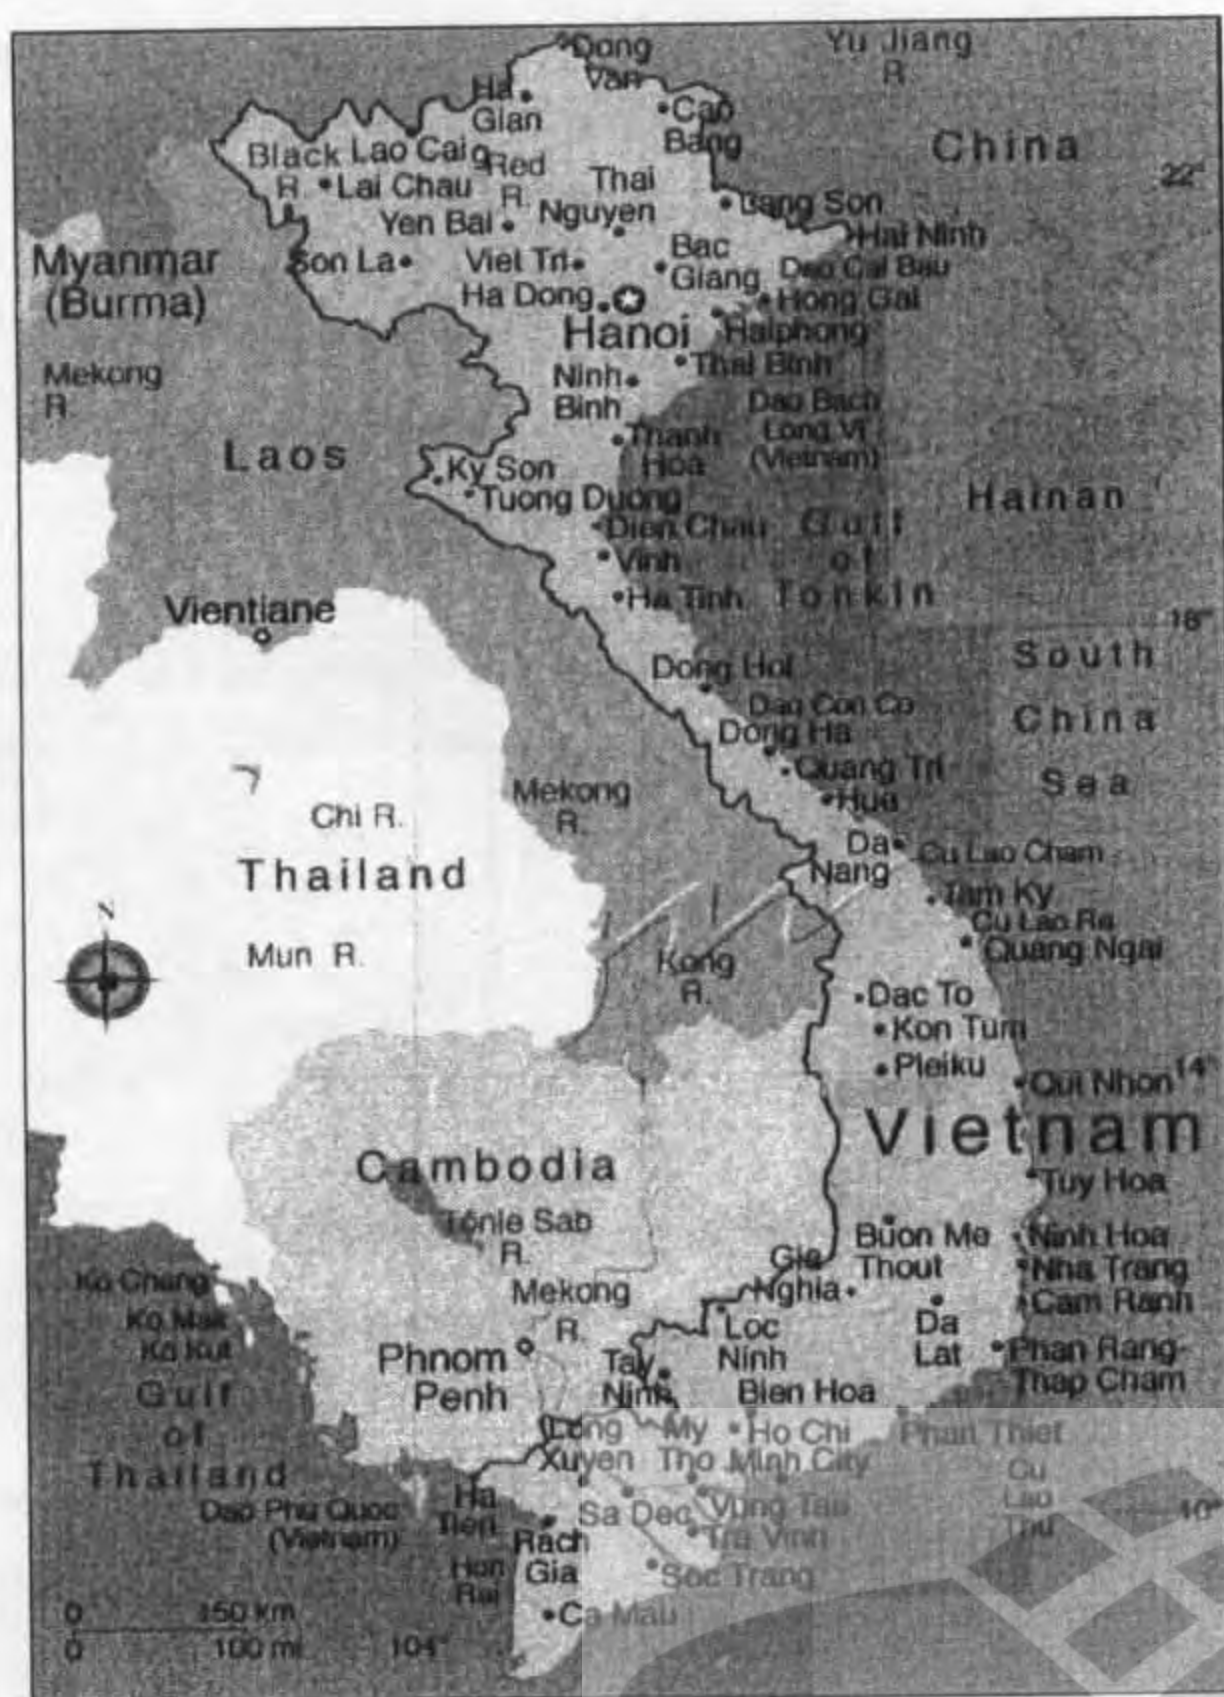 Dong
Van
Yu Jiang
R.
Ha
Gian
Cao
Bang
China
Black
R.
Lao Cai
Red
R.
22°
Lai Chau
Thai
Nguyen
Lang Son
Yen Bai
Hai Ninh
Myanmar
(Burma)
Son La
Viet Tri
Bac
Giang
Dao Cai Bau
Ha Dong
Hong Gai
Hanoi
Haiphong
Mekong
R.
Ninh
Binh
Thai Binh
Dao Bach
Long Vi
(Vietnam)
Thanh
Hoa
Laos
Ky Son
Tuong Duong
Hainan
Dien Chau
Gulf
of
Tonkin
Vinh
Ha Tinh
Vientiane
18°
South
China
Sea
Dong Hoi
Dao Con Co
Dong Ha
Quang Tri
Hue
Mekong
R.
Chi R.
Thailand
Da
Nang
Cu Lao Cham
Tam Ky
Cu Lao Re
Quang Ngai
N
Mun R.
Kong
R.
Dac To
Kon Tum
Pleiku
Qui Nhon
14°
Vietnam
Cambodia
Tuy Hoa
Tonle Sab
R.
Buon Me
Thout
Ninh Hoa
Nha Trang
Cam Ranh
Gia
Nghia
Ko Chang
Ko Mak
Ko Kut
Mekong
R.
Loc
Ninh
Da
Lat
Phan Rang-
Thap Cham
Phnom
Penh
Tay
Ninh
Bien Hoa
Gulf
of
Thailand
Long
Xuyen
My
Tho
Ho Chi
Minh City
Phan Thiet
Cu
Lao
Thu
Dao Phu Quoc
(Vietnam)
Ha
Tien
Sa Dec
Vung Tau
10°
Rach
Gia
Tra Vinh
Hon
Rai
Soc Trang
Ca Mau
0 150 km
0 100 mi
104°